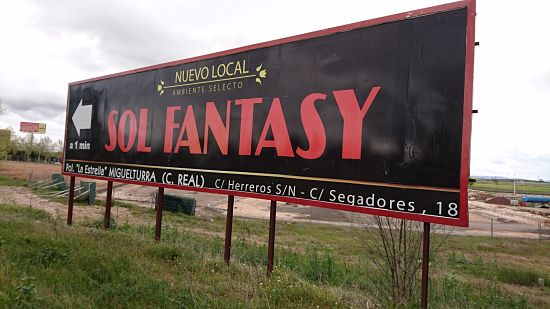 NUEVO LOCAL
AMBIENTE SELECTO
SOL FANTASY
a 1 min
Pol. "La Estrella" MIGUELTURRA (C. REAL) C/ Herreros S/N - C/ Segadores, 18